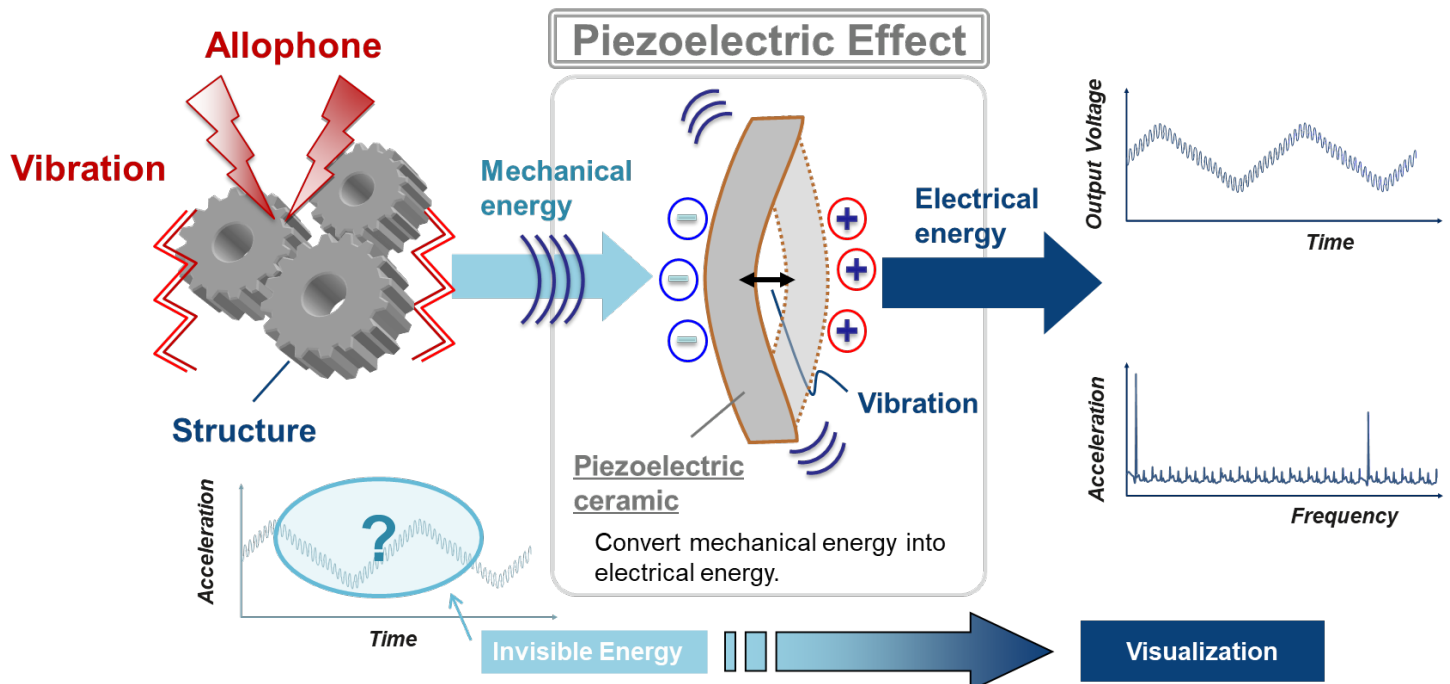 Piezoelectric Effect
Allophone
Vibration
Structure
Mechanical
energy
−
−
−
+
+
+
Vibration
Piezoelectric
ceramic
Convert mechanical energy into
electrical energy.
Electrical
energy
Output Voltage
Time
Acceleration
Frequency
Acceleration
?
Time
Invisible Energy
Visualization